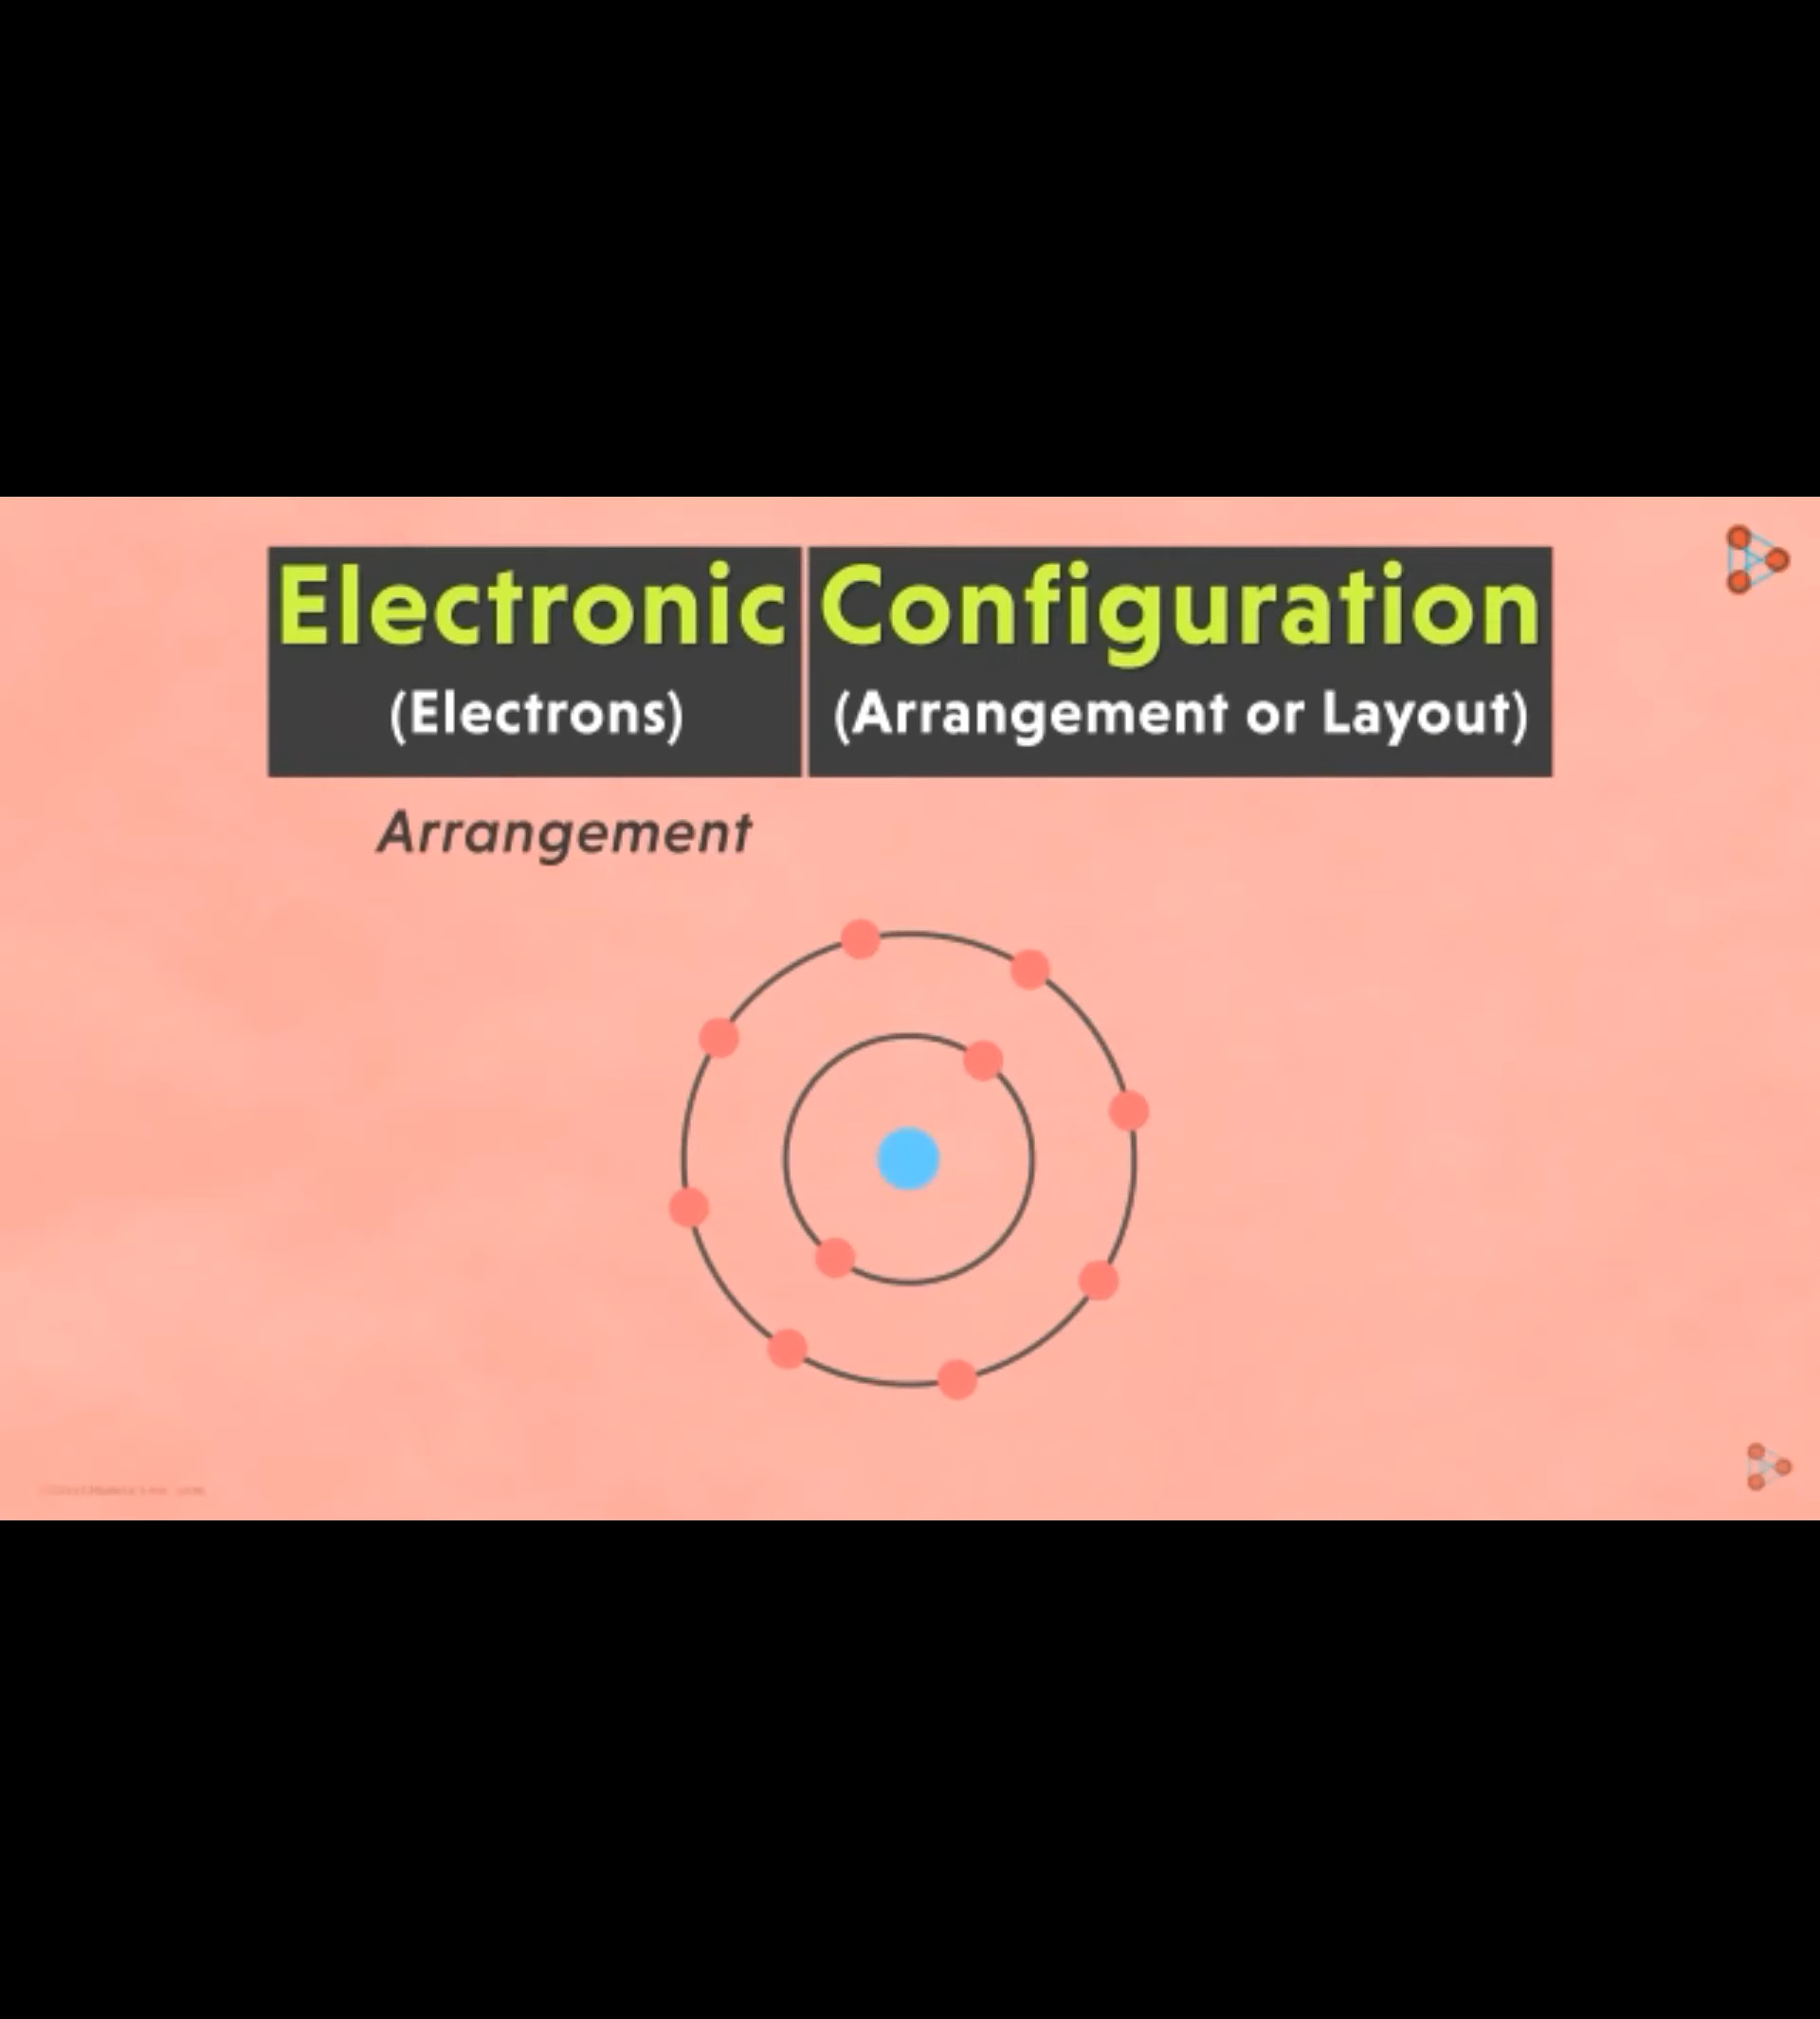 Electronic Configuration
(Electrons) (Arrangement or Layout)
Arrangement